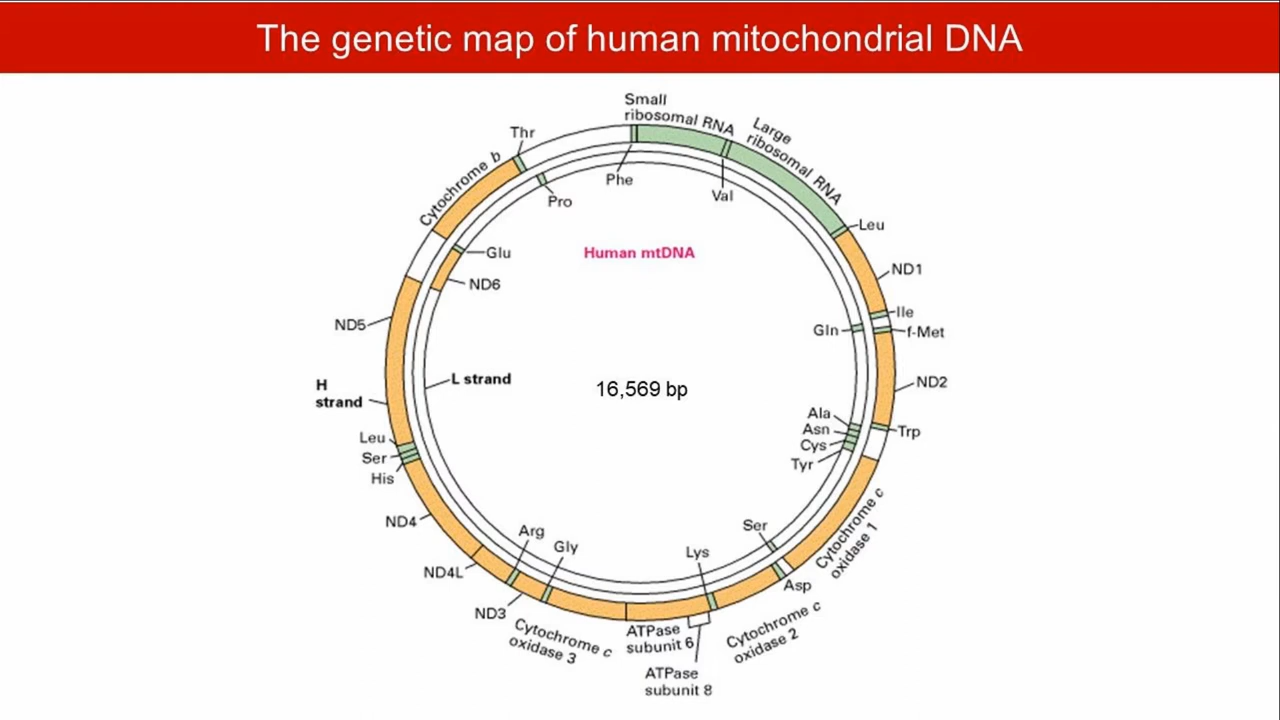 The genetic map of human mitochondrial DNA
Small
ribosomal RNA
Large
ribosomal RNA
Thr
Cytochrome b
Phe
Val
Pro
Leu
Glu
Human mtDNA
ND1
ND6
Ile
ND5
Gln
f-Met
H
strand
L strand
16,569 bp
ND2
Ala
Asn
Cys
Tyr
Trp
Leu
Ser
His
ND4
Arg
Gly
Lys
Ser
Cytochrome c
oxidase 1
ND4L
Asp
ND3
Cytochrome c
oxidase 3
ATPase
subunit 6
Cytochrome c
oxidase 2
ATPase
subunit 8